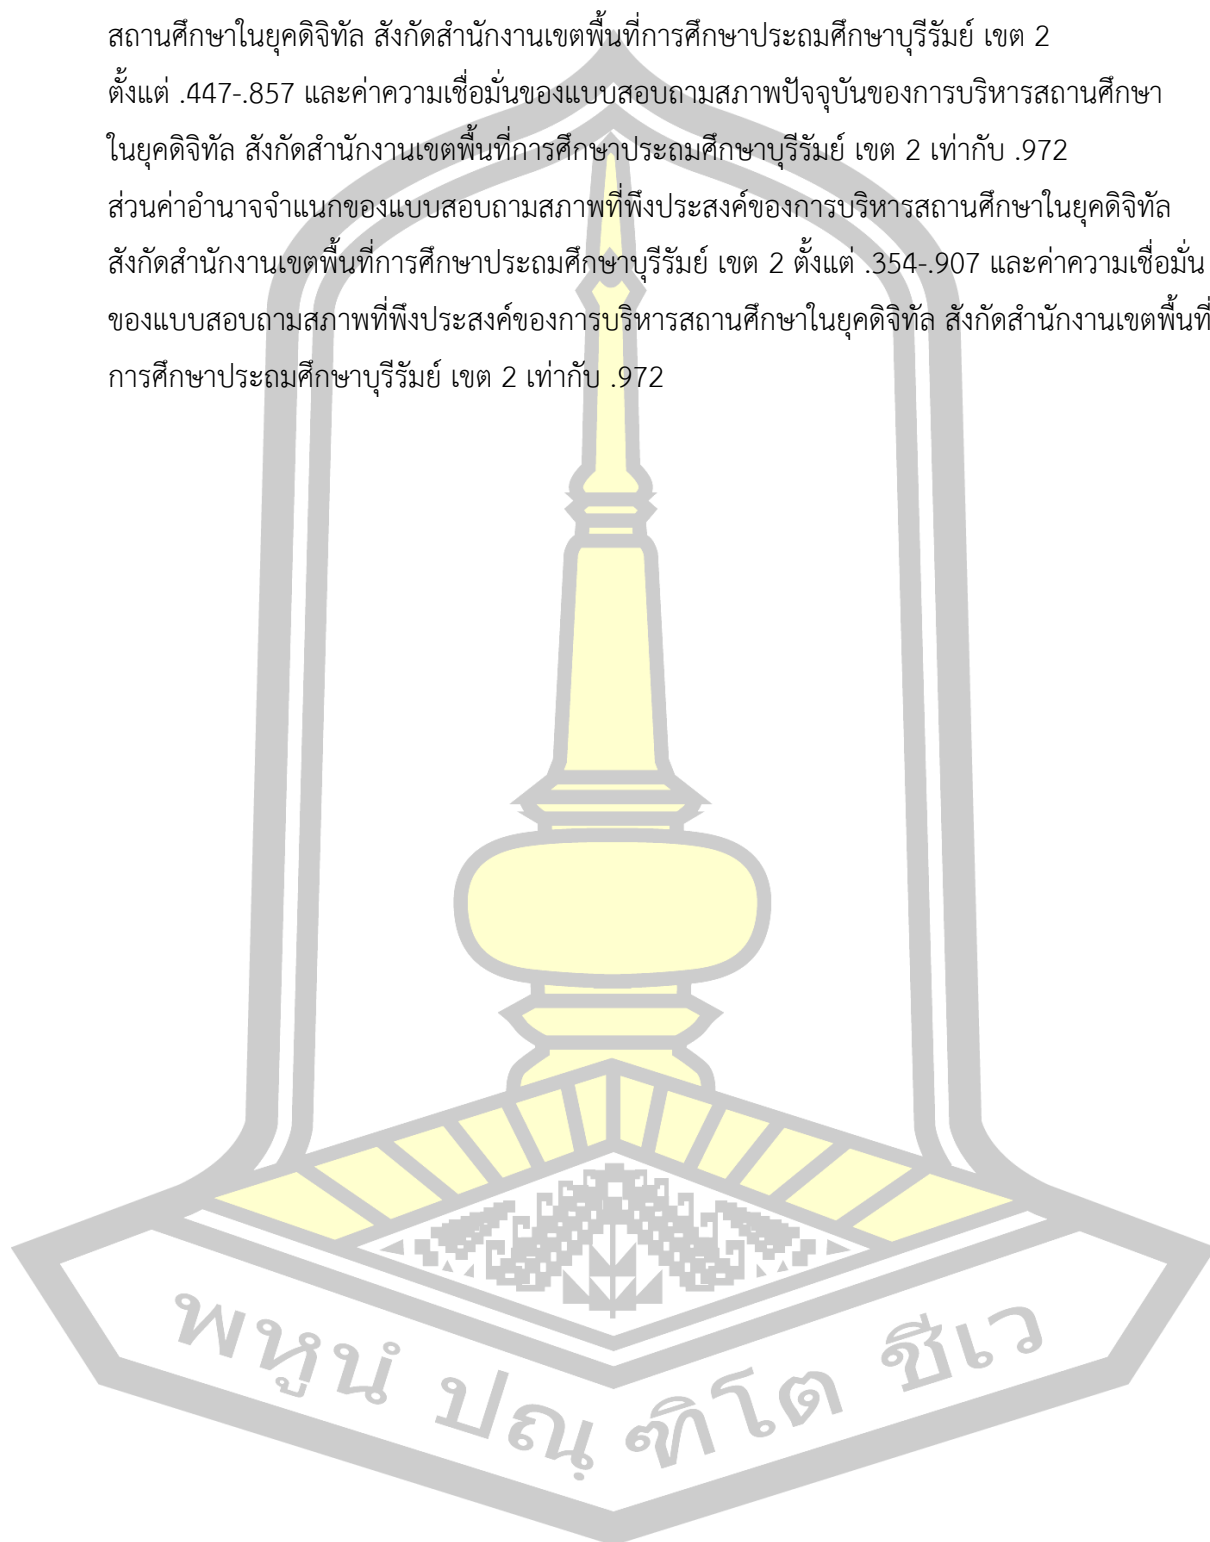 สถานศึกษาในยุคดิจิทัล สังกัดสำนักงานเขตพื้นที่การศึกษาประถมศึกษาบุรีรัมย์ เขต 2
ตั้งแต่ .447-.857 และค่าความเชื่อมั่นของแบบสอบถามสภาพปัจจุบันของการบริหารสถานศึกษา
ในยุคดิจิทัล สังกัดสำนักงานเขตพื้นที่การศึกษาประถมศึกษาบุรีรัมย์ เขต 2 เท่ากับ .972
ส่วนค่าอำนาจจำแนกของแบบสอบถามสภาพที่พึงประสงค์ของการบริหารสถานศึกษาในยุคดิจิทัล
สังกัดสำนักงานเขตพื้นที่การศึกษาประถมศึกษาบุรีรัมย์ เขต 2 ตั้งแต่ .354-.907 และค่าความเชื่อมั่น
ของแบบสอบถามสภาพที่พึงประสงค์ของการบริหารสถานศึกษาในยุคดิจิทัล สังกัดสำนักงานเขตพื้นที่
การศึกษาประถมศึกษาบุรีรัมย์ เขต 2 เท่ากับ .972
พหูนํ ปณฺ ฑิโต ชีเว